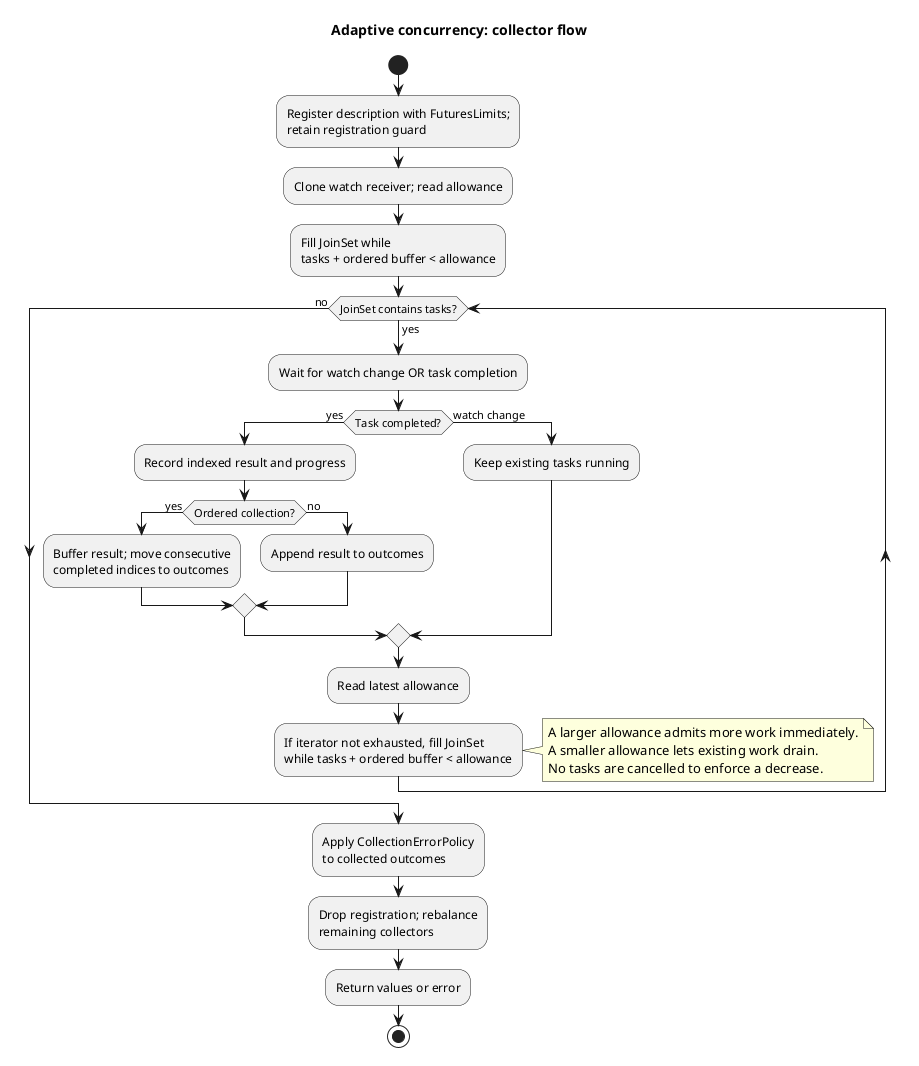 Adaptive concurrency: collector flow
Register description with FuturesLimits;
retain registration guard
Clone watch receiver; read allowance
Fill JoinSet while
tasks + ordered buffer < allowance
no
JoinSet contains tasks?
yes
Wait for watch change OR task completion
yes
Task completed?
watch change
Record indexed result and progress
Keep existing tasks running
yes
Ordered collection?
no
Buffer result; move consecutive
completed indices to outcomes
Append result to outcomes
Read latest allowance
If iterator not exhausted, fill JoinSet
while tasks + ordered buffer < allowance
A larger allowance admits more work immediately.
A smaller allowance lets existing work drain.
No tasks are cancelled to enforce a decrease.
Apply CollectionErrorPolicy
to collected outcomes
Drop registration; rebalance
remaining collectors
Return values or error